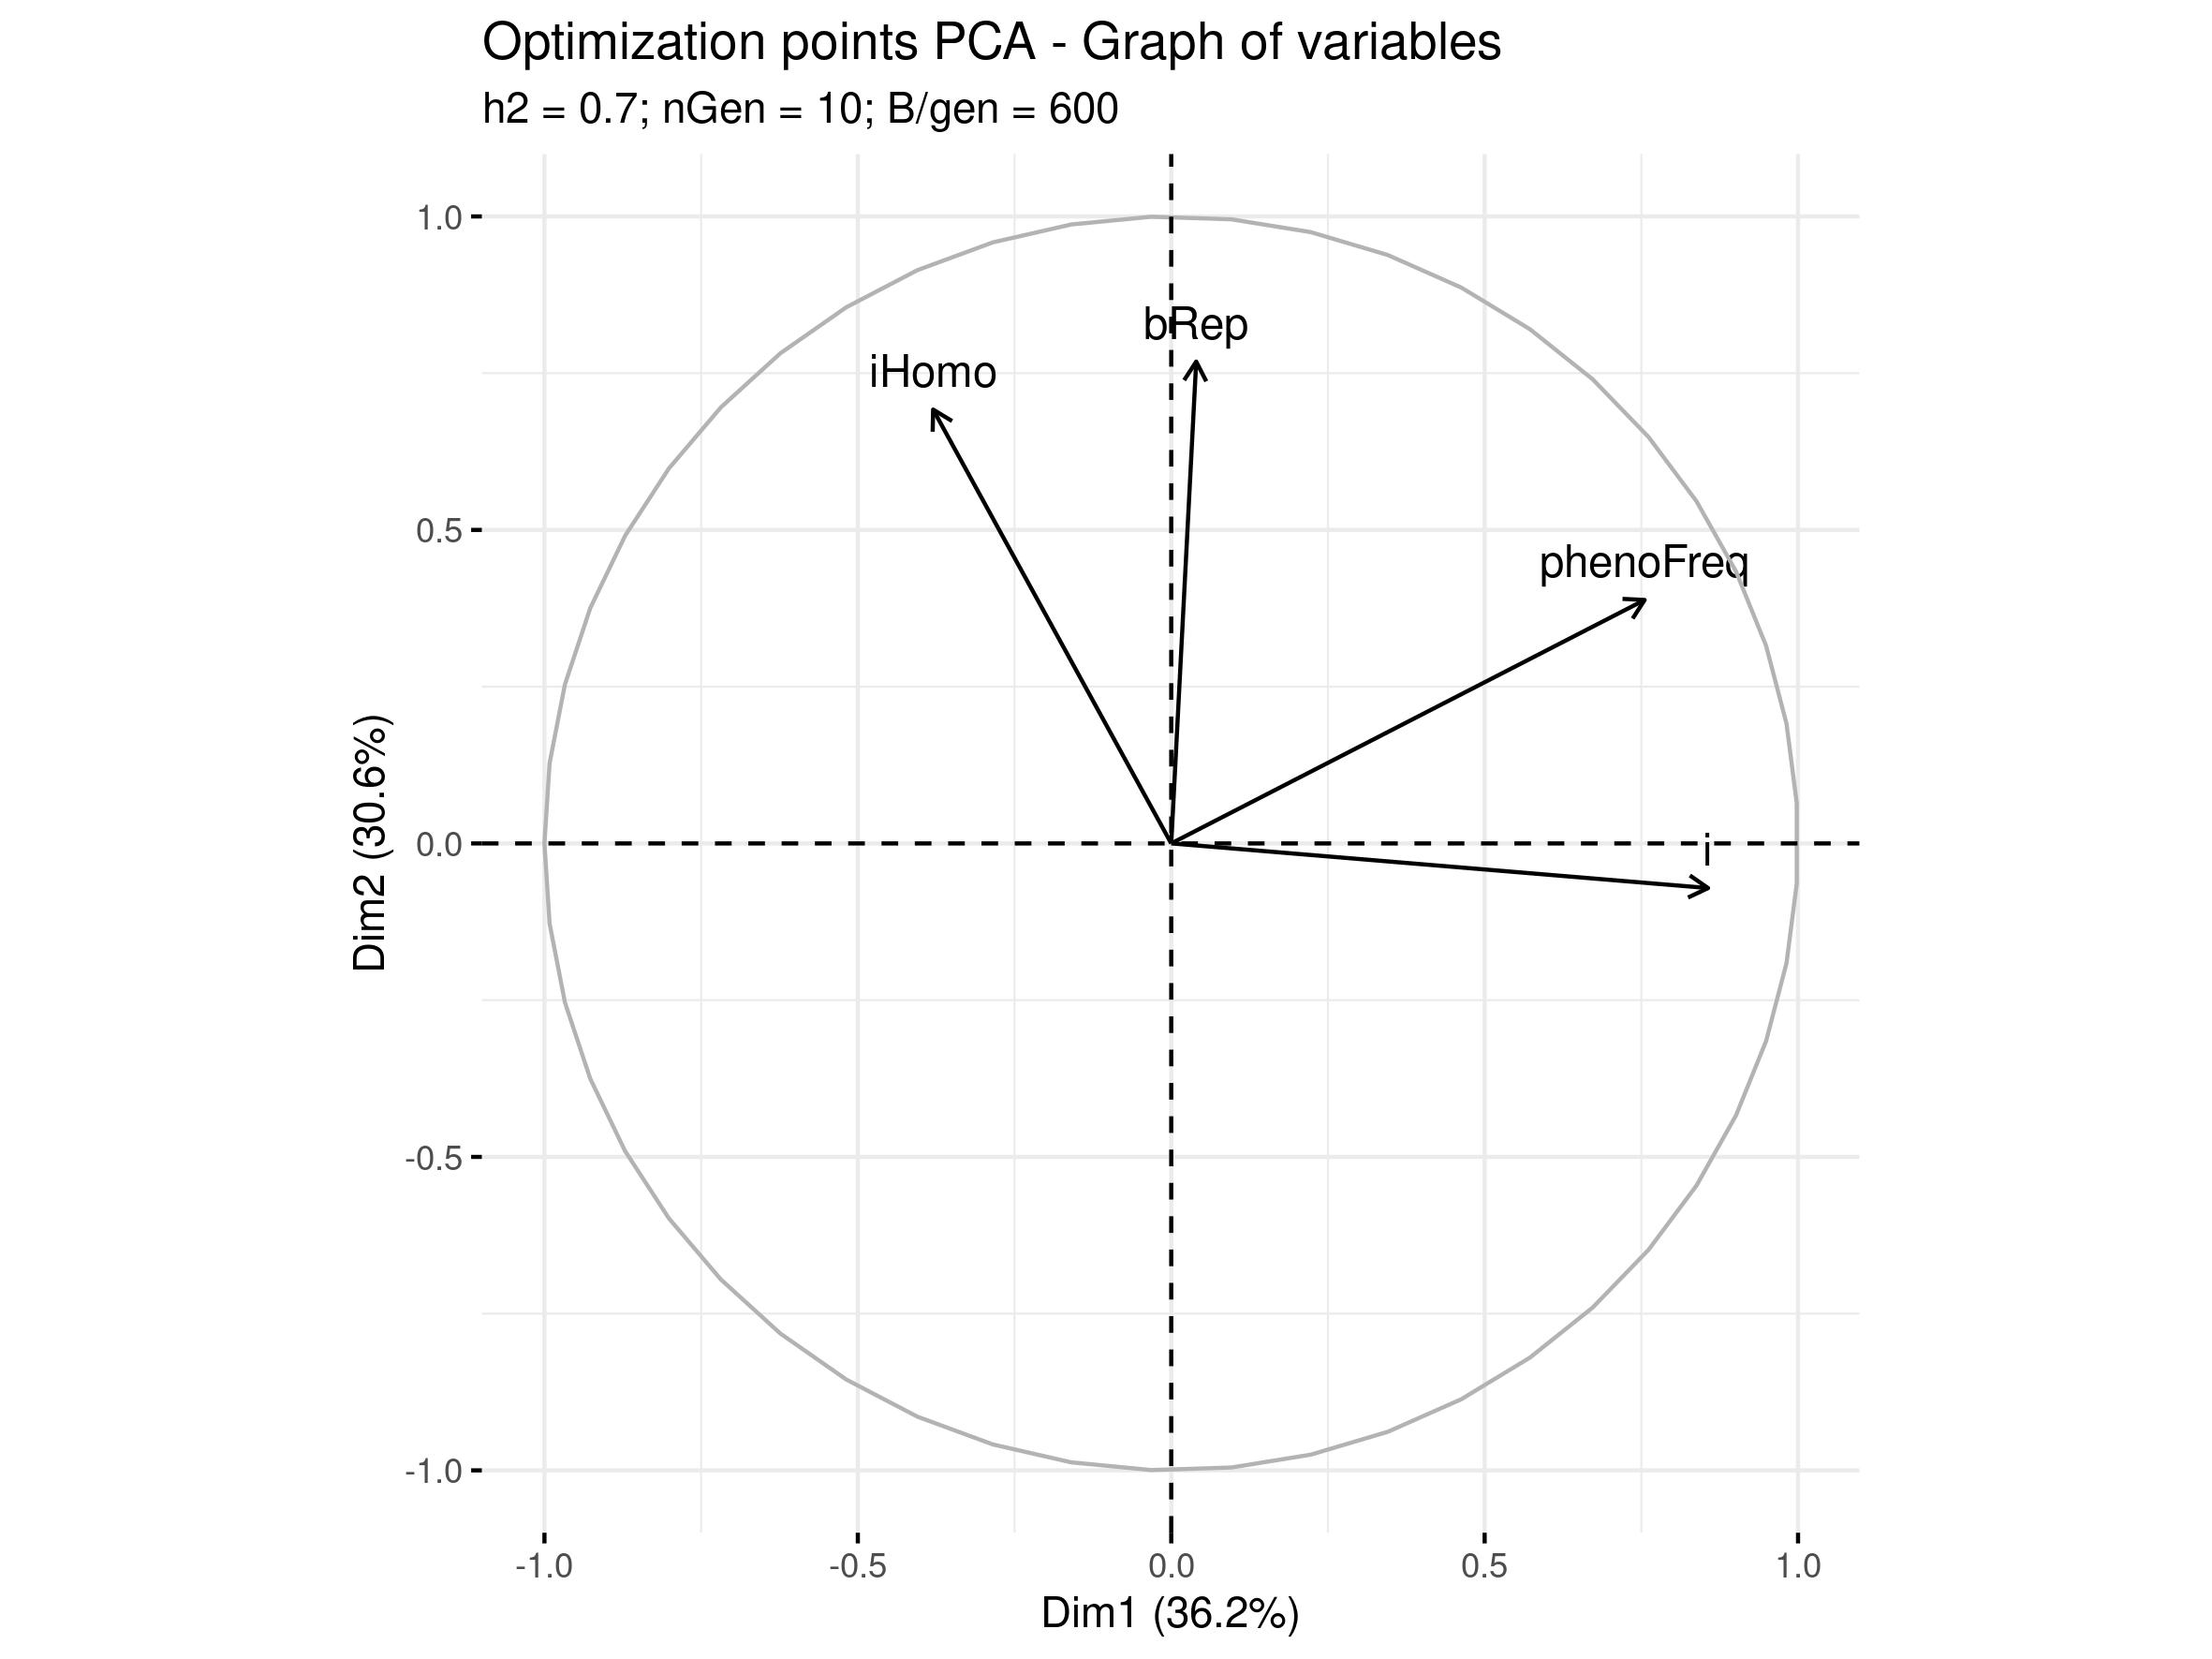 Optimization points PCA - Graph of variables
h2 = 0.7; nGen = 10; B/gen = 600
1.0
0.5
0.0
-0.5
-1.0
Dim2 (30.6%)
bRep
iHomo
phenoFreq
i
-1.0
-0.5
0.0
0.5
1.0
Dim1 (36.2%)